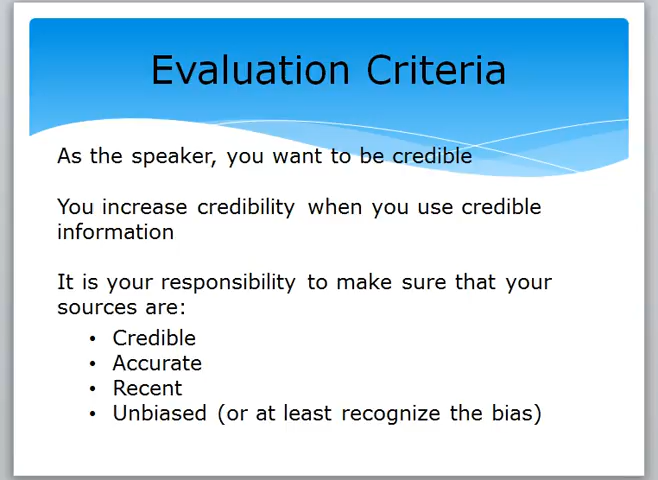 Evaluation Criteria
As the speaker, you want to be credible
You increase credibility when you use credible
information
It is your responsibility to make sure that your
sources are:
• Credible
• Accurate
• Recent
• Unbiased (or at least recognize the bias)